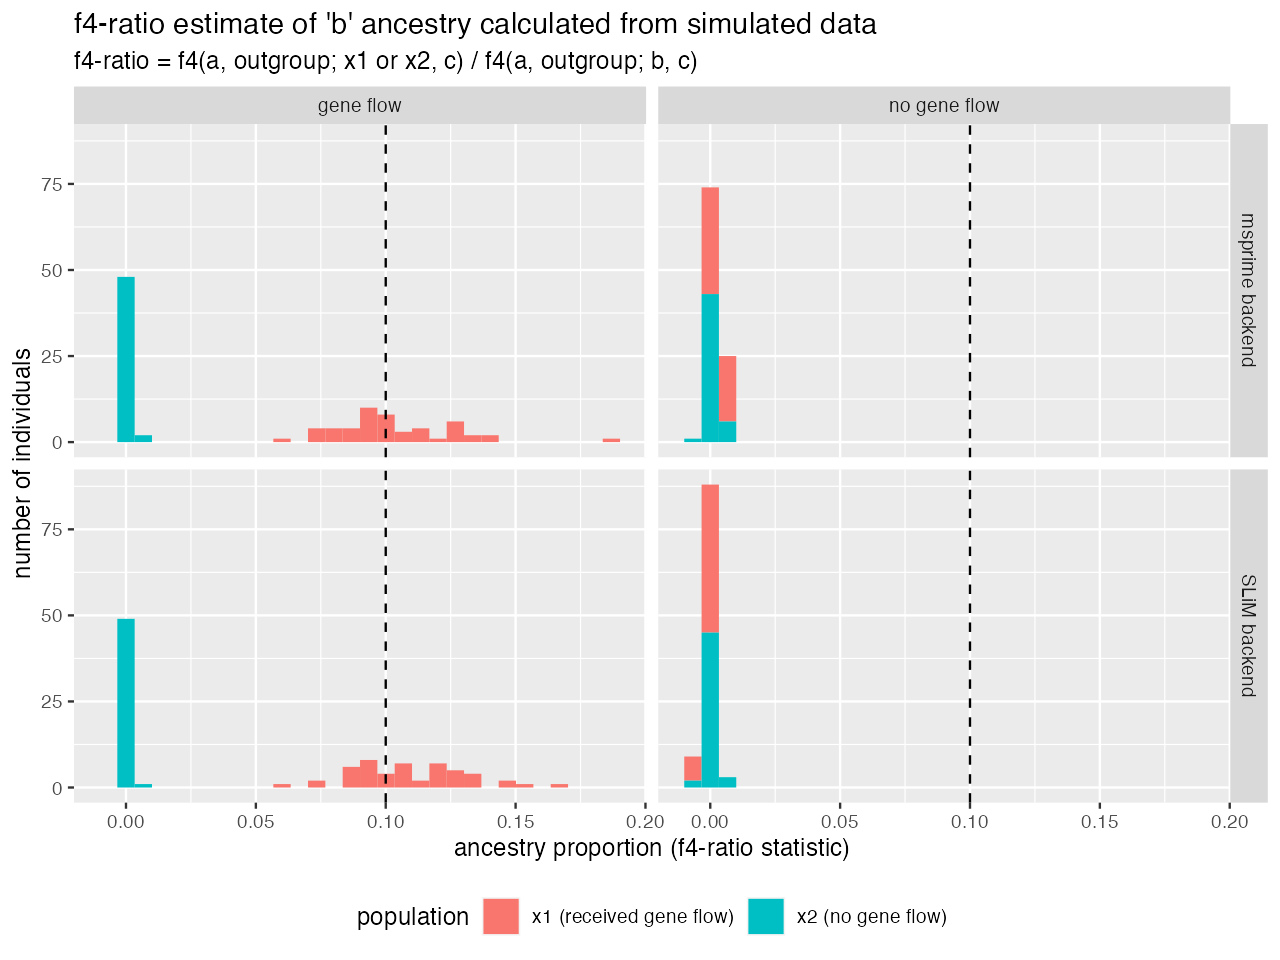 f4-ratio estimate of 'b' ancestry calculated from simulated data
f4-ratio = f4(a, outgroup; x1 or x2, c) / f4(a, outgroup; b, c)
gene flow
no gene flow
number of individuals
75
50
25
0
msprime backend
75
50
25
0
SLiM backend
0.00 0.05 0.10 0.15 0.20 0.00 0.05 0.10 0.15 0.20
ancestry proportion (f4-ratio statistic)
population x1 (received gene flow) x2 (no gene flow)